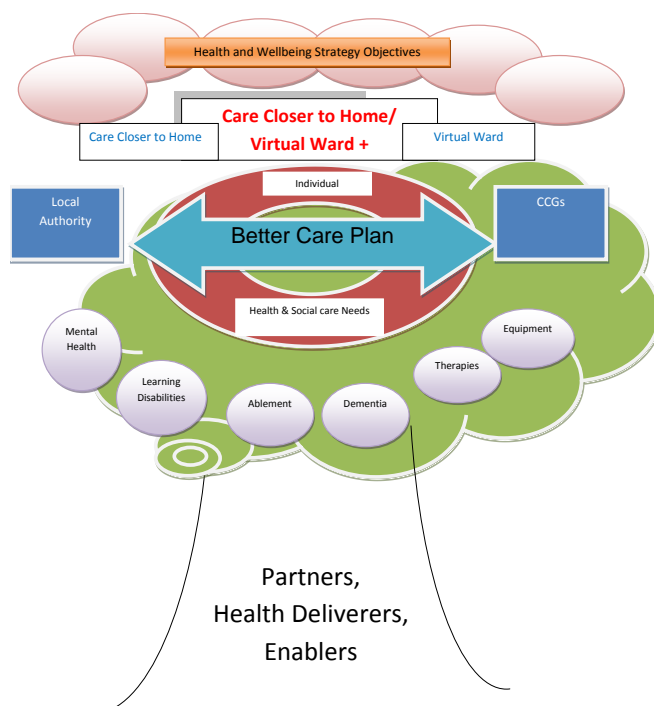 Health and Wellbeing Strategy Objectives
Care Closer to Home/
Virtual Ward +
Care Closer to Home
Virtual Ward
Individual
Local
Authority
CCGs
Better Care Plan
Health & Social care Needs
Mental
Health
Learning
Disabilities
Ablement
Dementia
Therapies
Equipment
Partners,
Health Deliverers,
Enablers